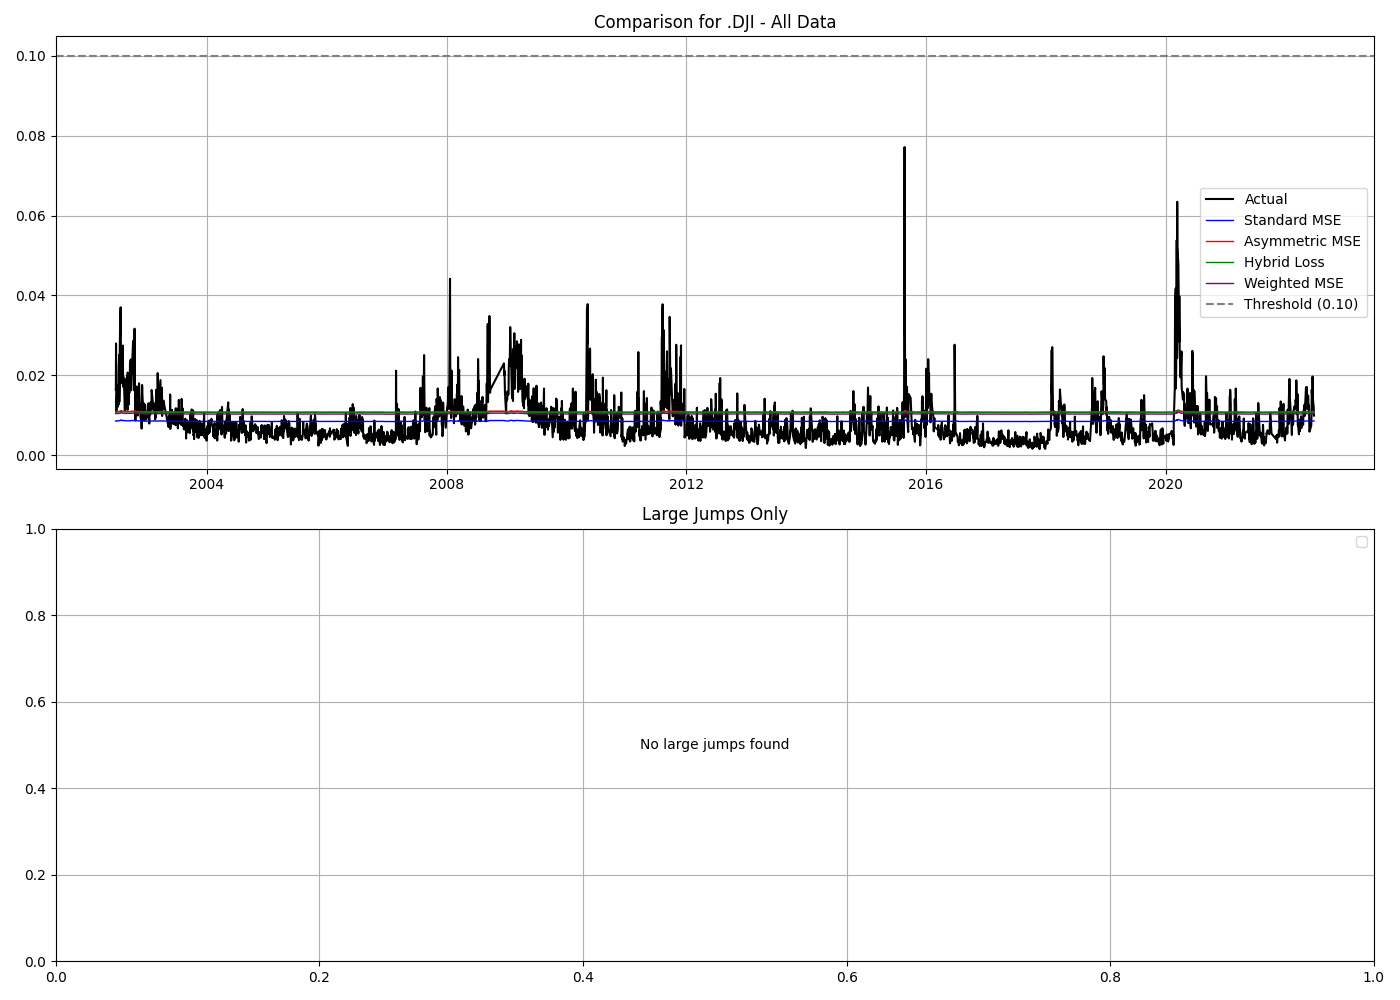 Comparison for .DJI - All Data
0.10
0.08
0.06
0.04
0.02
0.00
Actual
Standard MSE
Asymmetric MSE
Hybrid Loss
Weighted MSE
Threshold (0.10)
2004
2008
2012
2016
2020
Large Jumps Only
1.0
0.8
0.6
0.4
0.2
0.0
No large jumps found
0.0
0.2
0.4
0.6
0.8
1.0